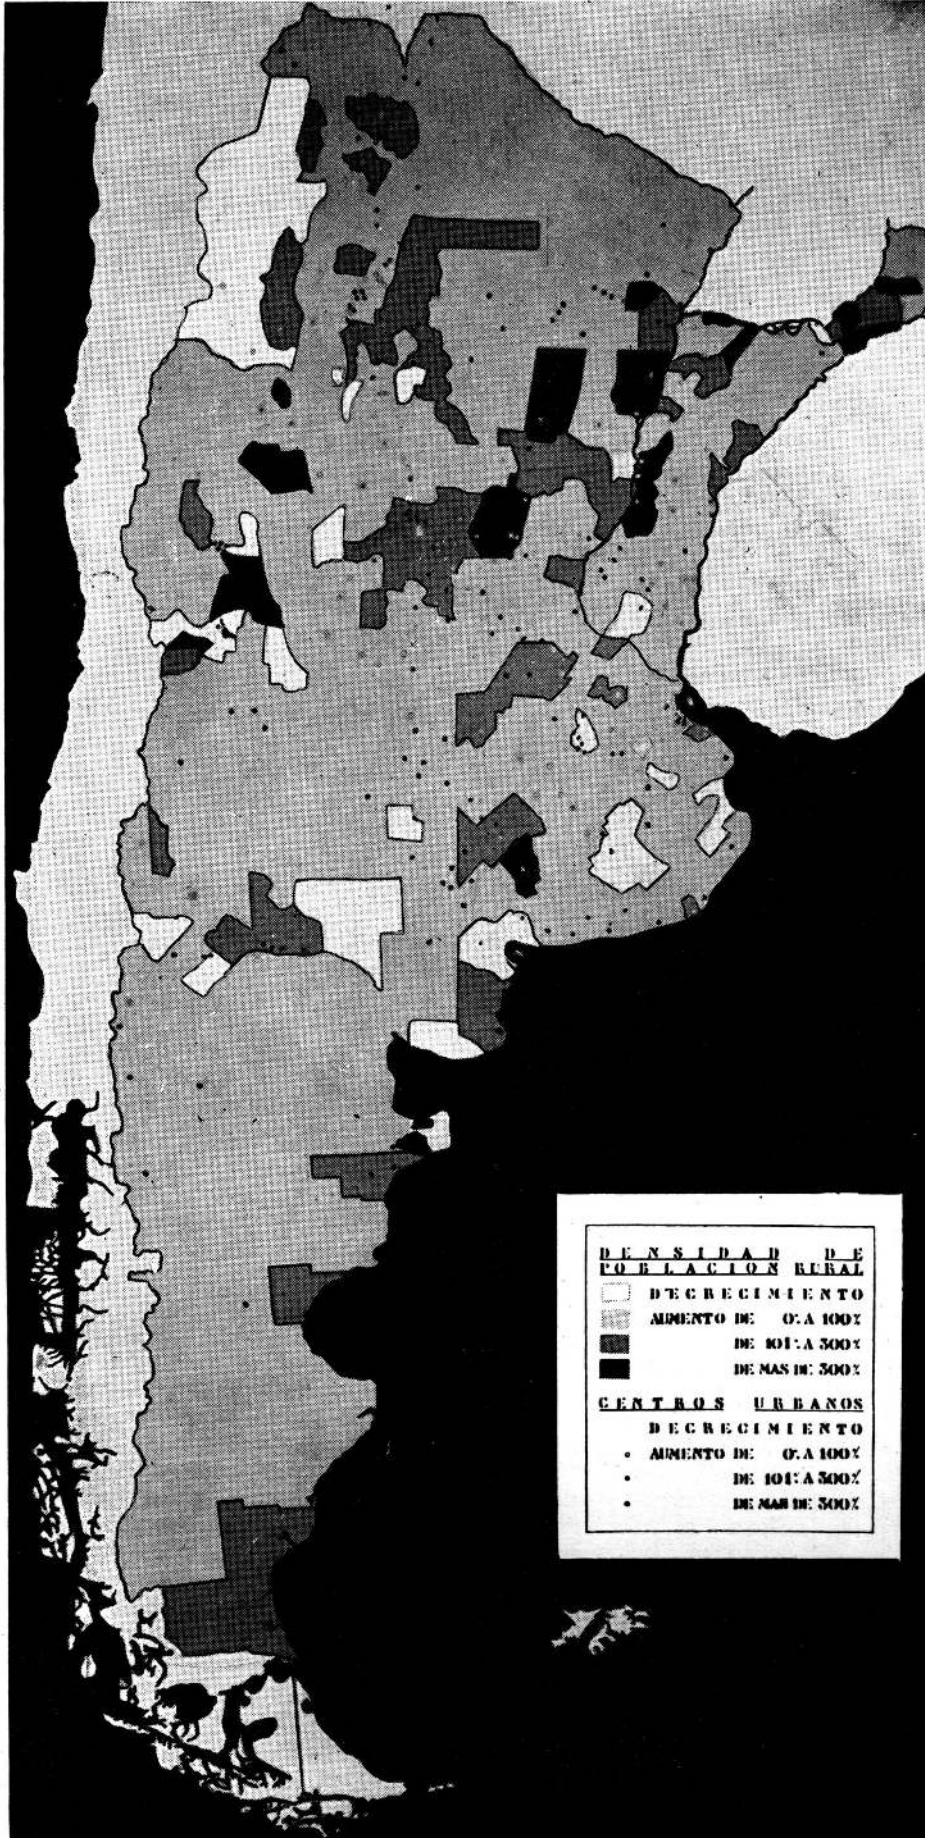 DENSIDAD DE
POBLACION RURAL
DECRECIMIENTO
AUMENTO DE 0% A 100%
DE 101% A 300%
DE MAS DE 300%
CENTROS URBANOS
DECRECIMIENTO
AUMENTO DE 0% A 100%
DE 101% A 300%
DE MAS DE 300%